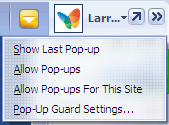 Larr...
Show Last Pop-up
Allow Pop-ups
Allow Pop-ups For This Site
Pop-Up Guard Settings...